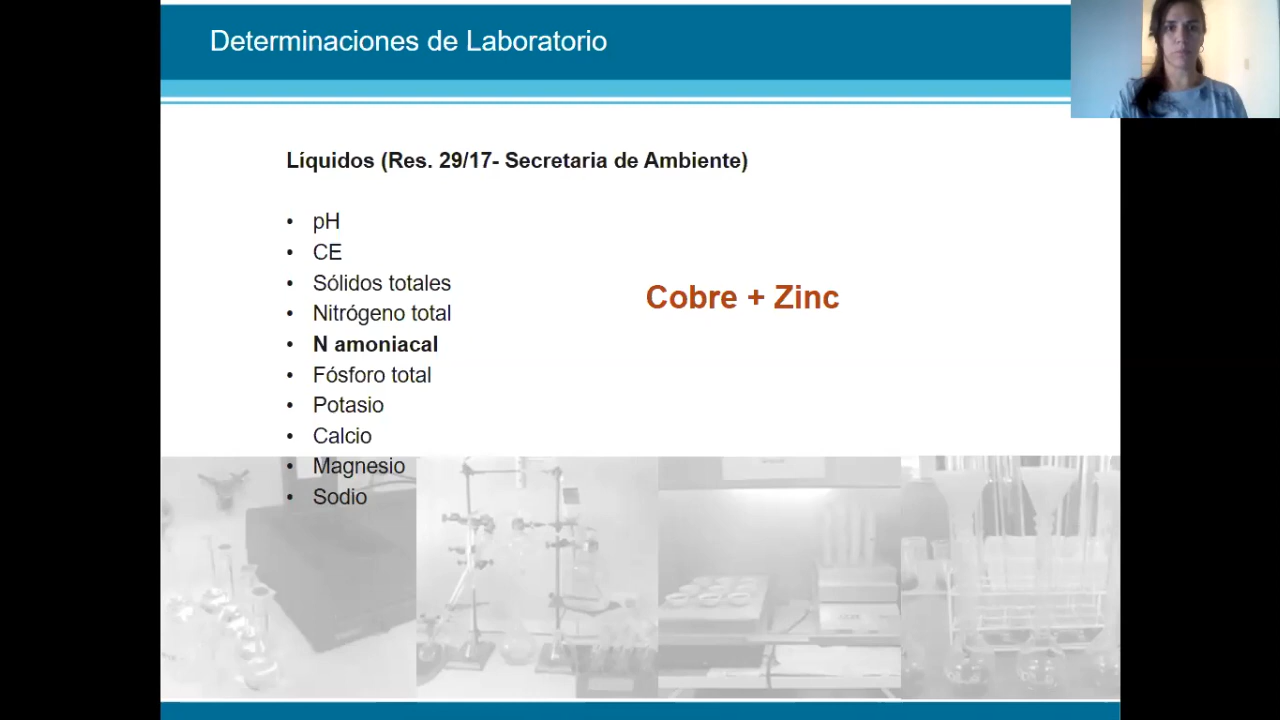 Determinaciones de Laboratorio
Líquidos (Res. 29/17- Secretaria de Ambiente)
• pH
• CE
• Sólidos totales
• Nitrógeno total
• N amoniacal
• Fósforo total
• Potasio
• Calcio
• Magnesio
• Sodio
Cobre + Zinc